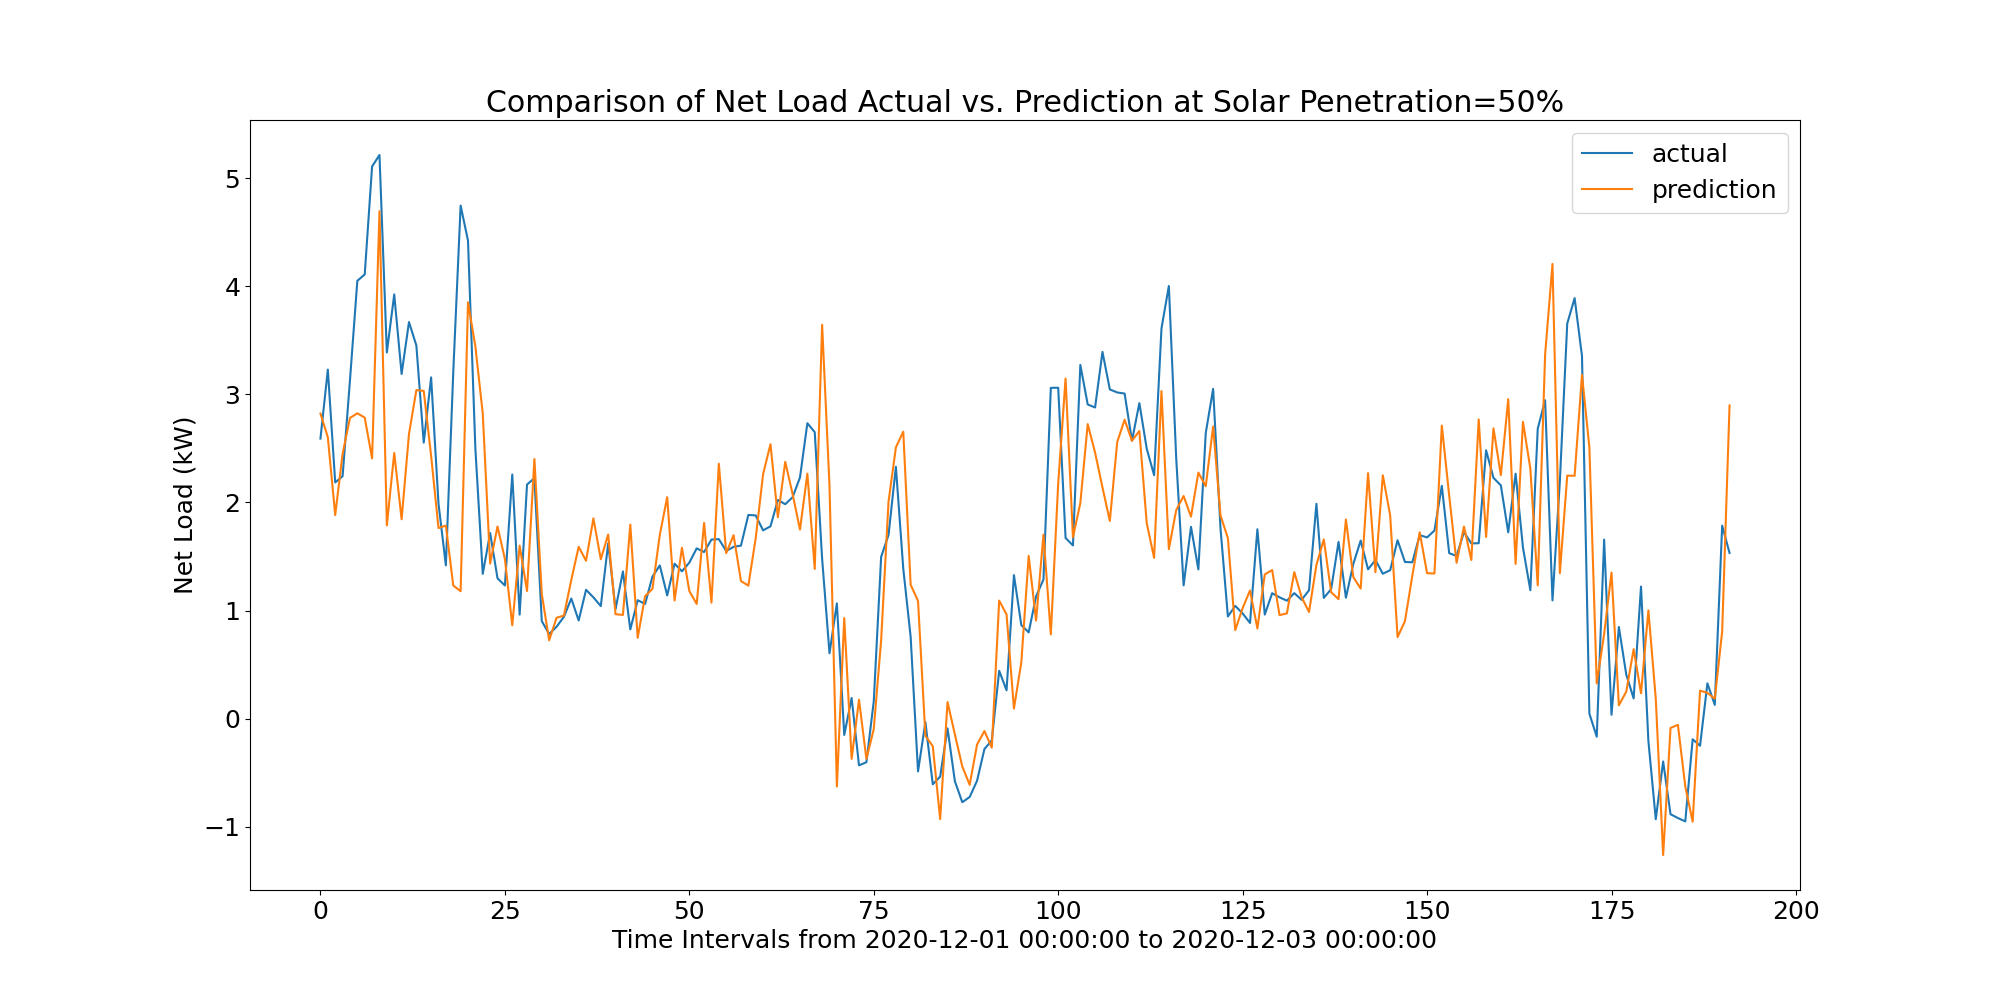 Comparison of Net Load Actual vs. Prediction at Solar Penetration=50%
actual
prediction
Net Load (kW)
5
4
3
2
1
0
−1
0 25 50 75 100 125 150 175 200
Time Intervals from 2020-12-01 00:00:00 to 2020-12-03 00:00:00